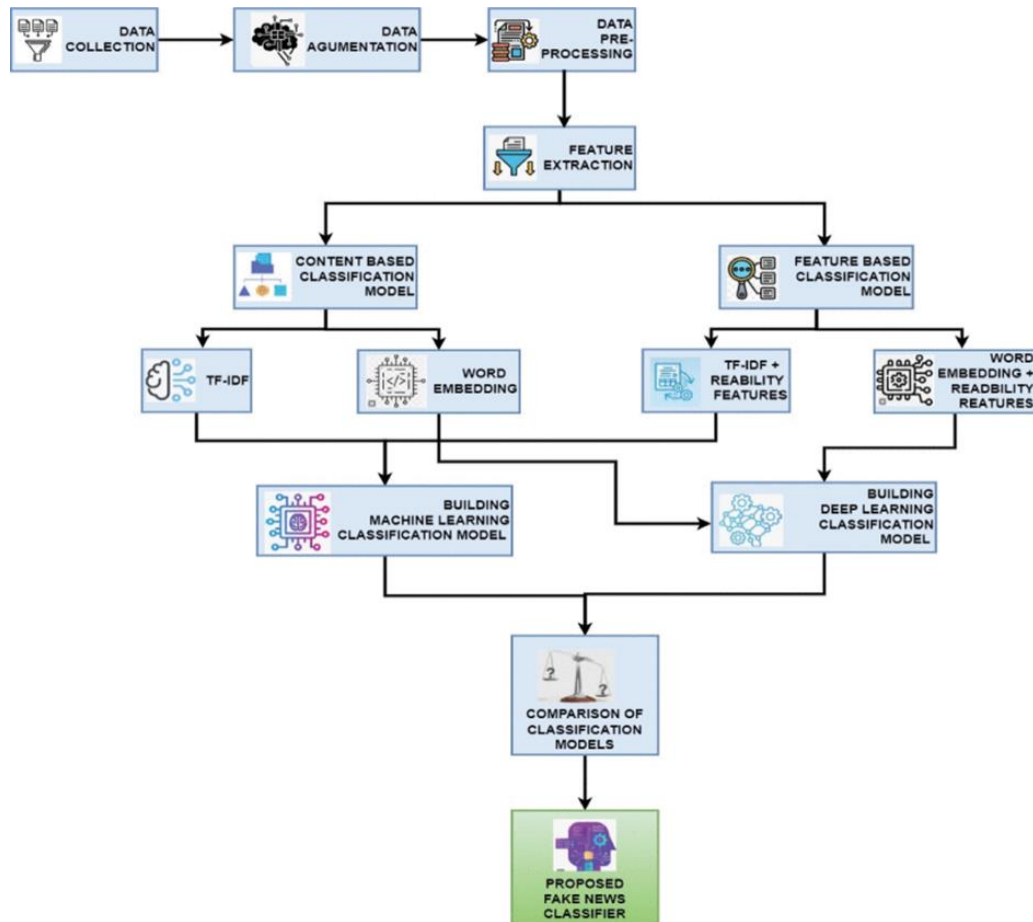 DATA
COLLECTION
DATA
AGUMENTATION
DATA
PRE-
PROCESSING
FEATURE
EXTRACTION
CONTENT BASED
CLASSIFICATION
MODEL
FEATURE BASED
CLASSIFICATION
MODEL
TF-IDF
</>
WORD
EMBEDDING
TF-IDF +
REABILITY
FEATURES
WORD
EMBEDDING +
READBILITY
REATURES
BUILDING
MACHINE LEARNING
CLASSIFICATION MODEL
BUILDING
DEEP LEARNING
CLASSIFICATION
MODEL
? ?
COMPARISON OF
CLASSIFICATION
MODELS
PROPOSED
FAKE NEWS
CLASSIFIER